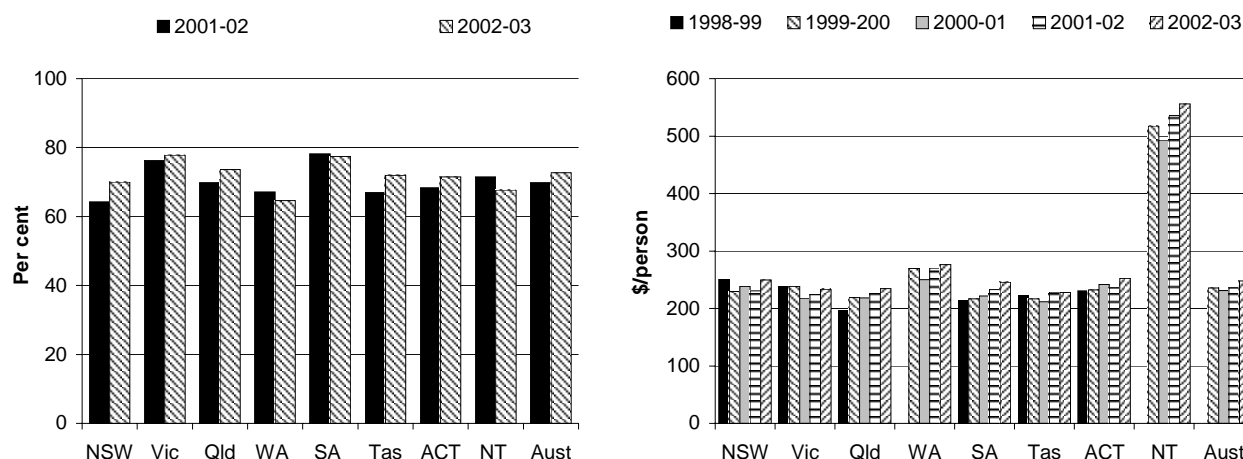 2001-02 2002-03
Per cent
100
80
60
40
20
0
NSW Vic Qld WA SA Tas ACT NT Aust
1998-99 1999-200 2000-01 2001-02 2002-03
$/person
600
500
400
300
200
100
0
NSW Vic Qld WA SA Tas ACT NT Aust